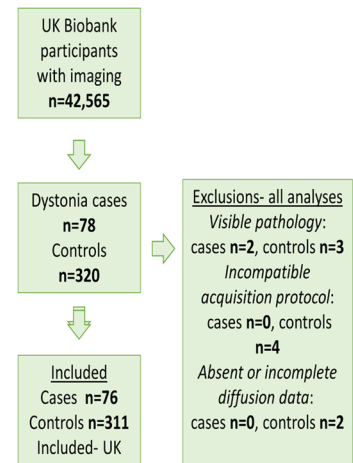 UK Biobank
participants
with imaging
n=42,565
Dystonia cases
n=78
Controls
n=320
Exclusions- all analyses
Visible pathology:
cases n=2, controls n=3
Incompatible
acquisition protocol:
cases n=0, controls
n=4
Absent or incomplete
diffusion data:
cases n=0, controls n=2
Included
Cases n=76
Controls n=311
Included- UK